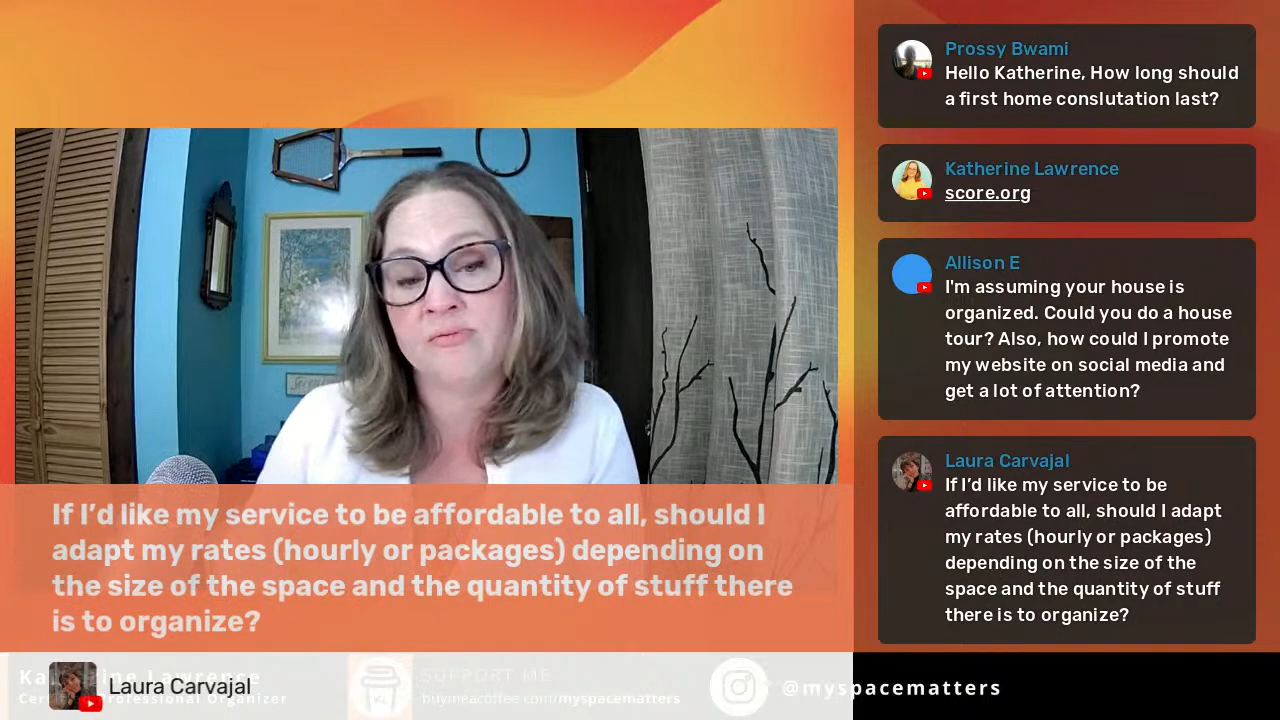 Prossy Bwami
Hello Katherine, How long should
a first home conslutation last?
Katherine Lawrence
score.org
Allison E
I'm assuming your house is
organized. Could you do a house
tour? Also, how could I promote
my website on social media and
get a lot of attention?
Laura Carvajal
If I’d like my service to be
affordable to all, should I adapt
my rates (hourly or packages)
depending on the size of the
space and the quantity of stuff
there is to organize?
If I’d like my service to be affordable to all, should I
adapt my rates (hourly or packages) depending on
the size of the space and the quantity of stuff there
is to organize?
Laura Carvajal
Katherine Lawrence
Certified Professional Organizer
SUPPORT ME
buymeacoffee.com/myspacematters
@myspacematters